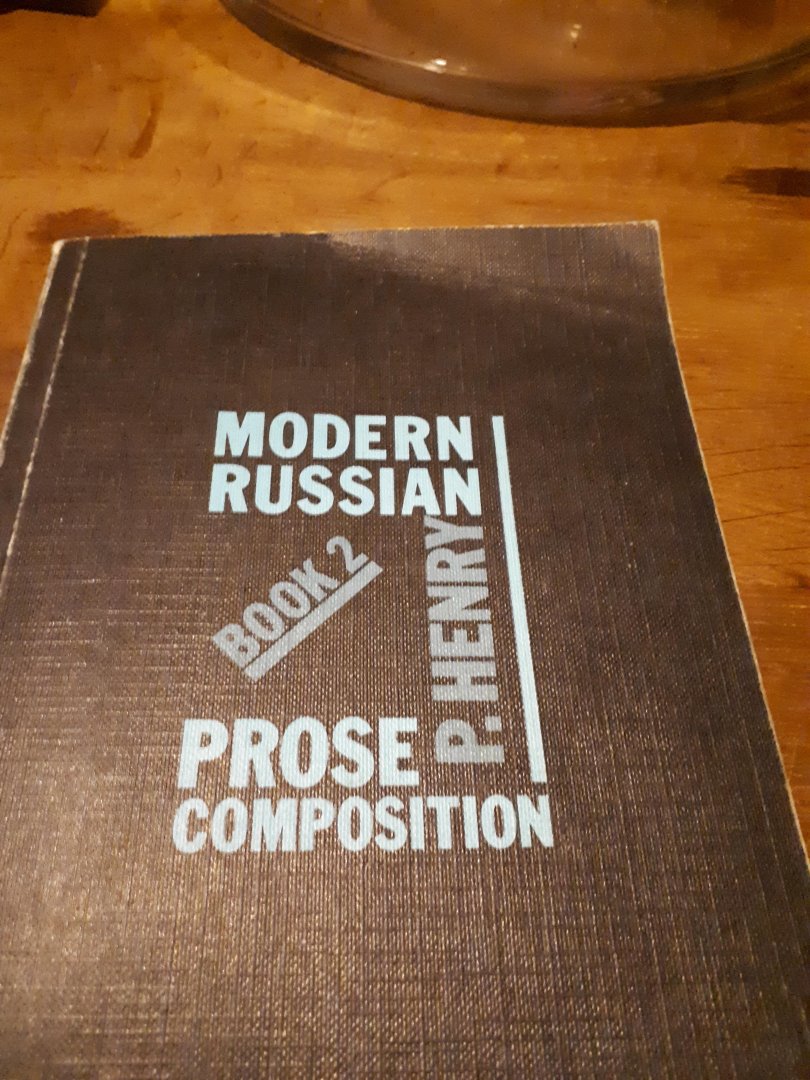 MODERN
RUSSIAN
BOOK 2
P. HENRY
PROSE
COMPOSITION